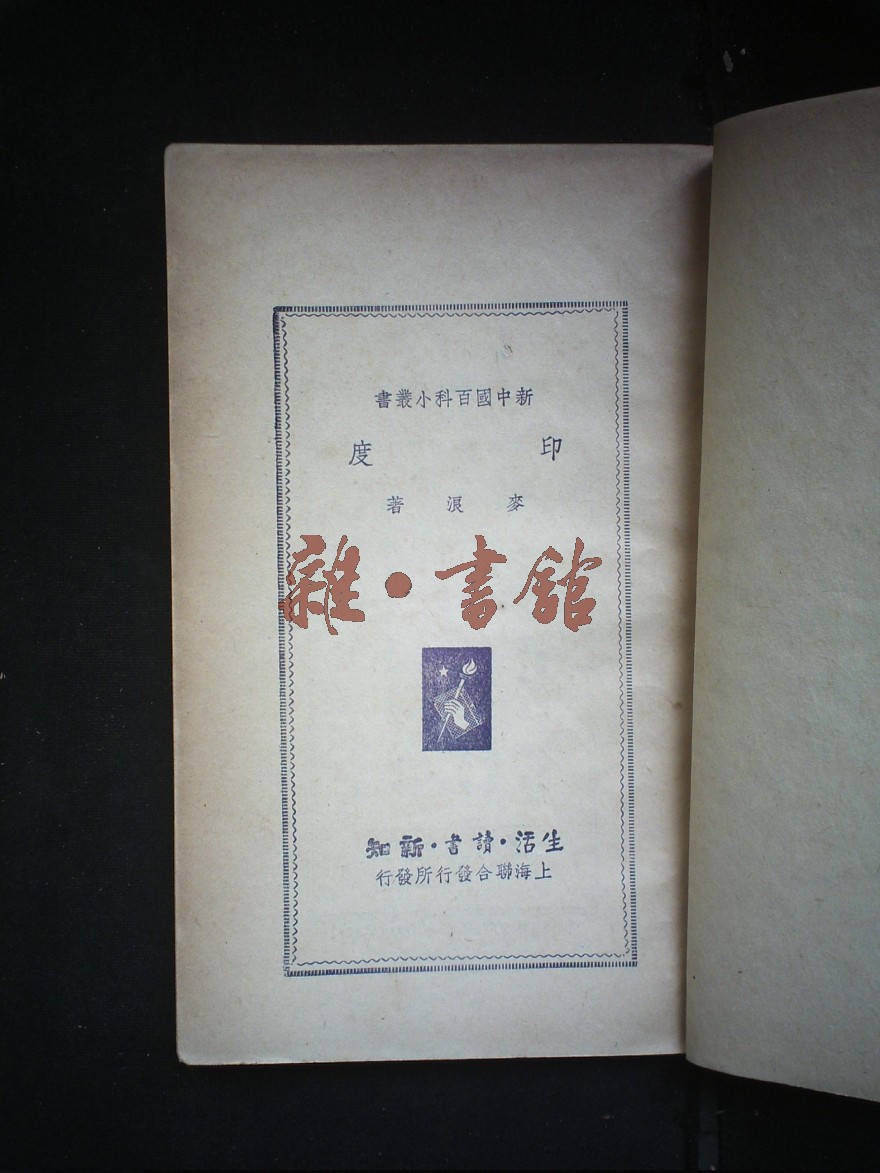 新中國百科小叢書
印度
麥浪著
雜·書館
生活·讀書·新知
上海聯合發行所發行